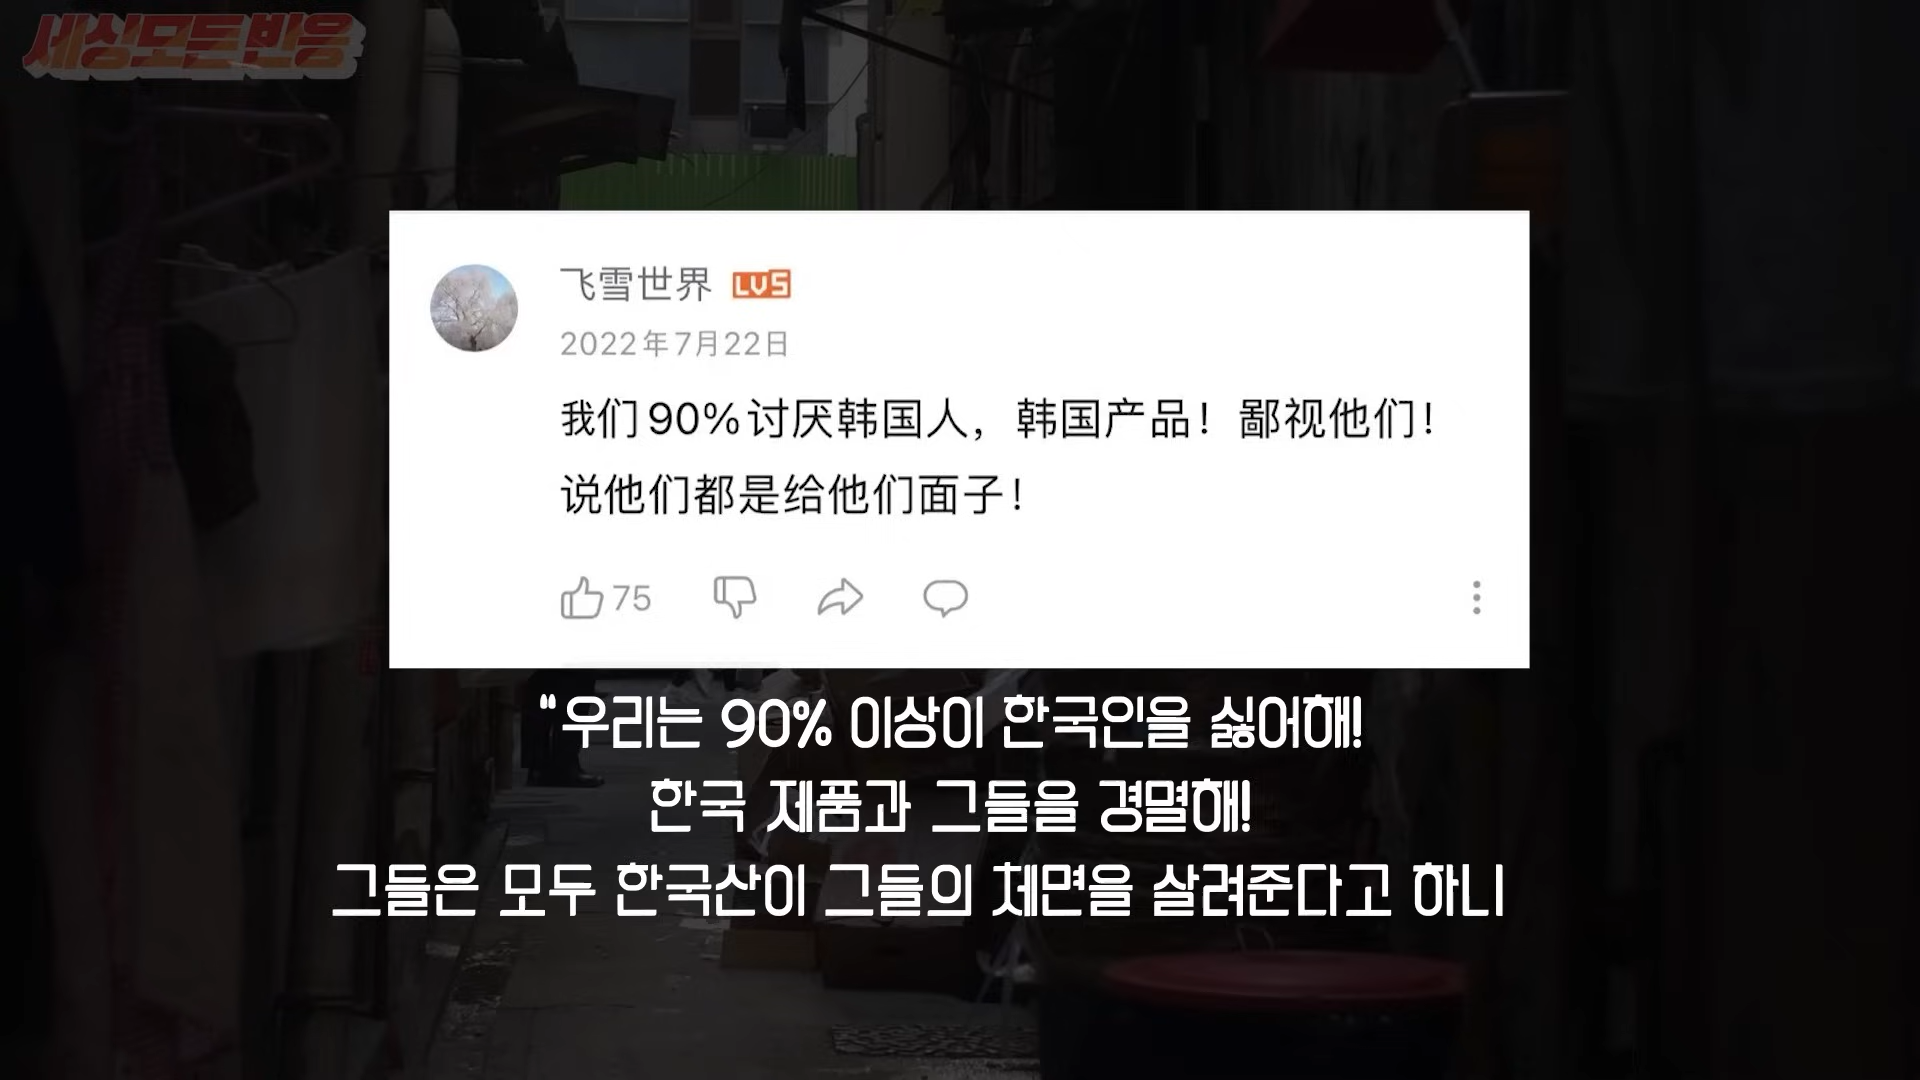 세상모든반응
飞雪世界 LV5
2022年7月22日
我们90%讨厌韩国人，韩国产品！鄙视他们！
说他们都是给他们面子！
75
“우리는 90% 이상이 한국인을 싫어해!
한국 제품과 그들을 경멸해!
그들은 모두 한국산이 그들의 체면을 살려준다고 하니